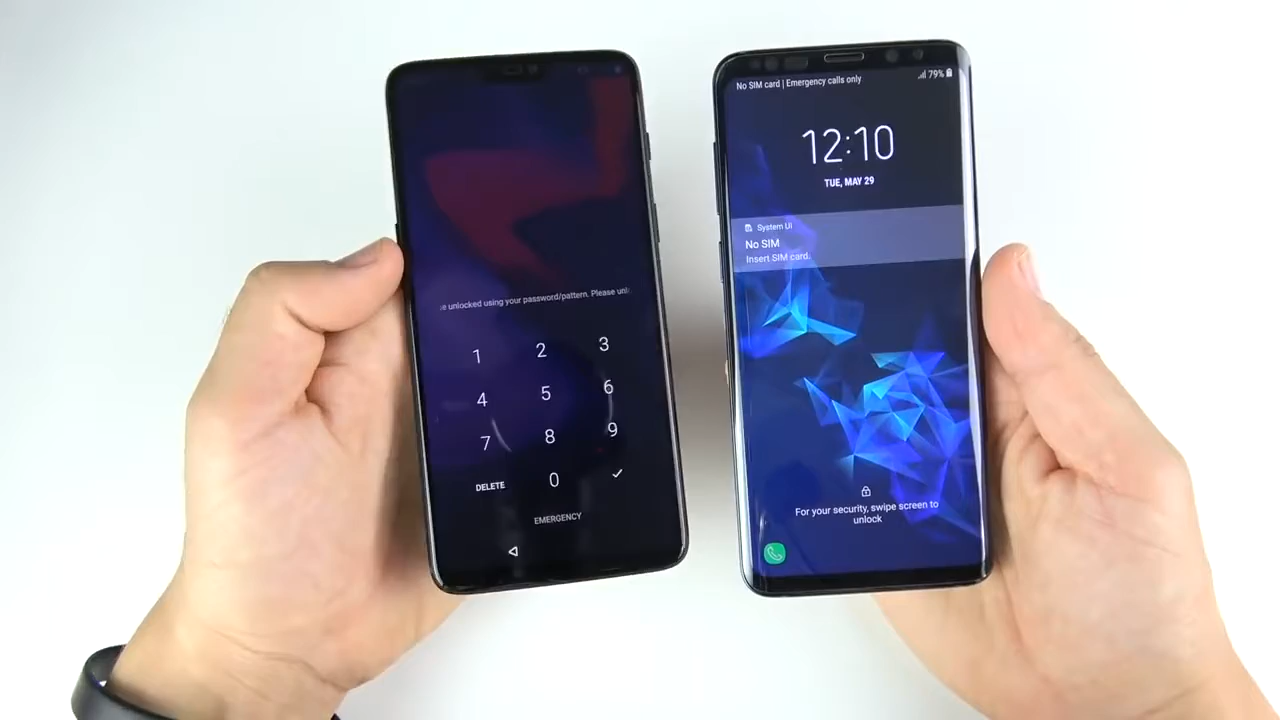 e unlocked using your password/pattern. Please unl
1 2 3
4 5 6
7 8 9
DELETE 0
EMERGENCY
No SIM card | Emergency calls only 79%
12:10
TUE, MAY 29
System UI
No SIM
Insert SIM card.
For your security, swipe screen to
unlock